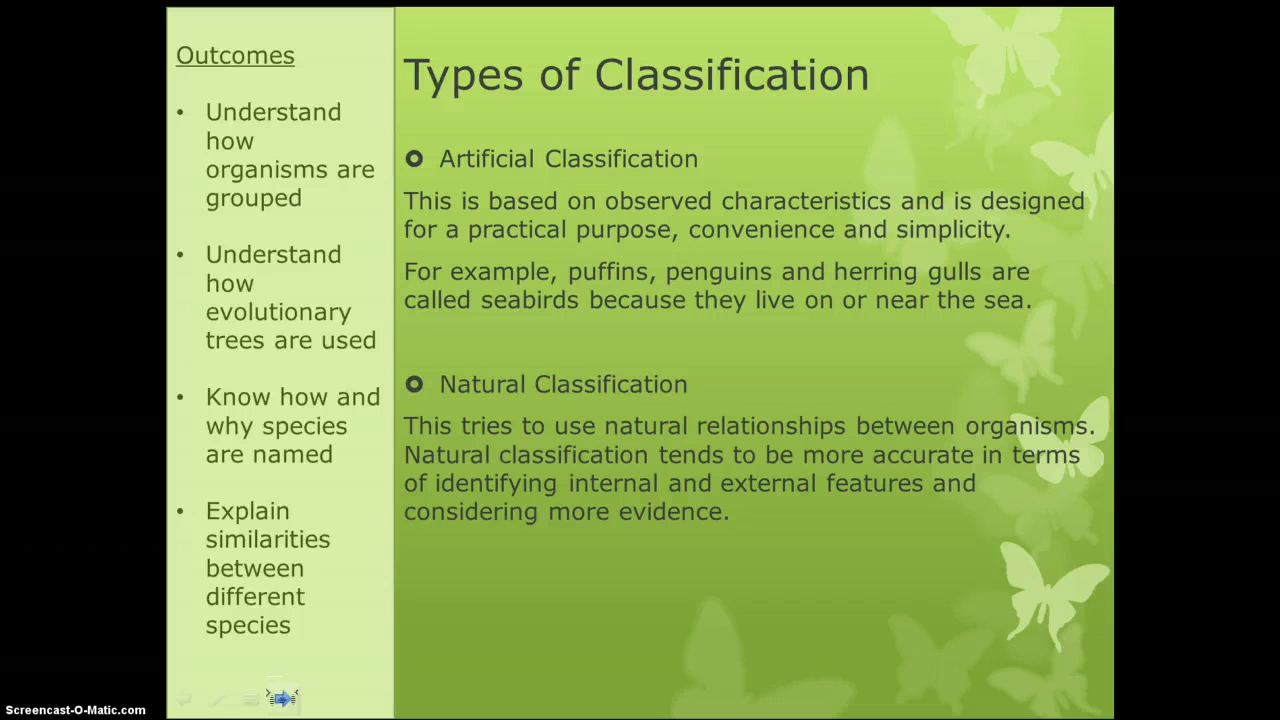 Outcomes
• Understand
how
organisms are
grouped
• Understand
how
evolutionary
trees are used
• Know how and
why species
are named
• Explain
similarities
between
different
species
Types of Classification
Artificial Classification
This is based on observed characteristics and is designed
for a practical purpose, convenience and simplicity.
For example, puffins, penguins and herring gulls are
called seabirds because they live on or near the sea.
Natural Classification
This tries to use natural relationships between organisms.
Natural classification tends to be more accurate in terms
of identifying internal and external features and
considering more evidence.
Screencast-O-Matic.com